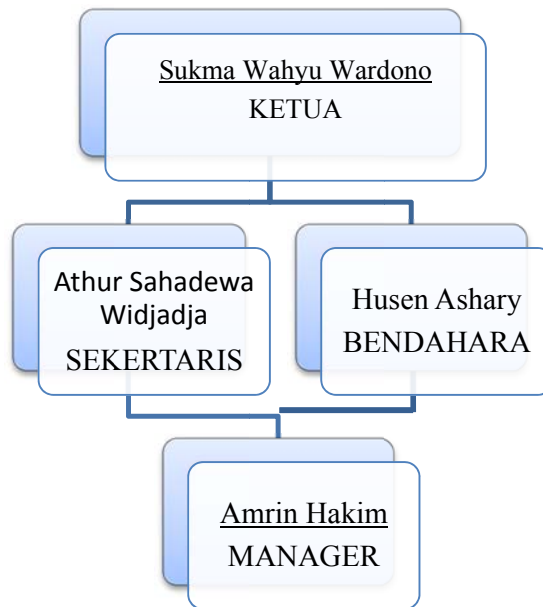 Sukma Wahyu Wardono
KETUA
Athur Sahadewa
Widjadja
SEKERTARIS
Husen Ashary
BENDAHARA
Amrin Hakim
MANAGER